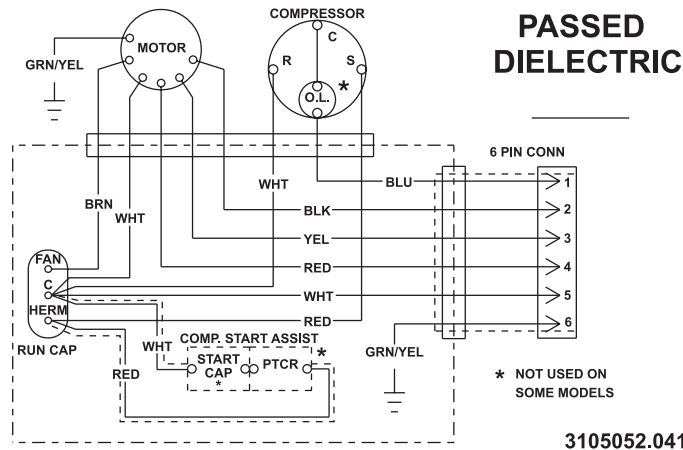 COMPRESSOR
PASSED
DIELECTRIC
MOTOR
C
R
S
GRN/YEL
O.L.
*
6 PIN CONN
WHT
BLU
1
BRN
WHT
BLK
2
YEL
3
FAN
RED
4
C
WHT
5
HERM
RED
6
RUN CAP
WHT
COMP. START ASSIST
*
GRN/YEL
RED
START
CAP
*
PTCR
* NOT USED ON
SOME MODELS
3105052.041